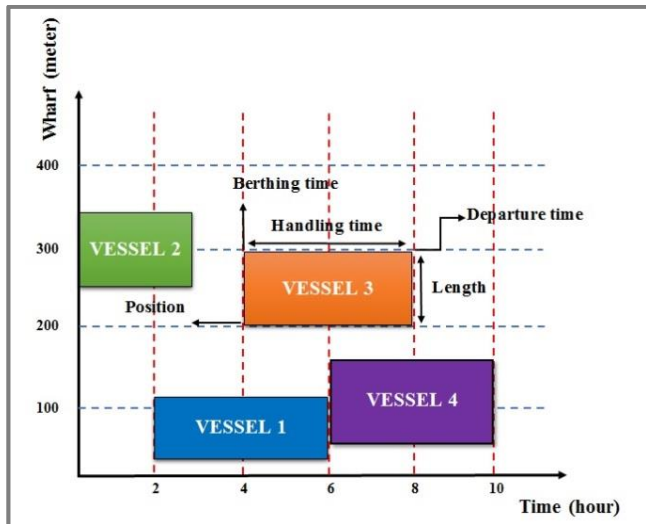 Wharf (meter)
400
Berthing time
Departure time
Handling time
300
VESSEL 2
VESSEL 3
Length
Position
200
VESSEL 4
100
VESSEL 1
2
4
6
8
10
Time (hour)